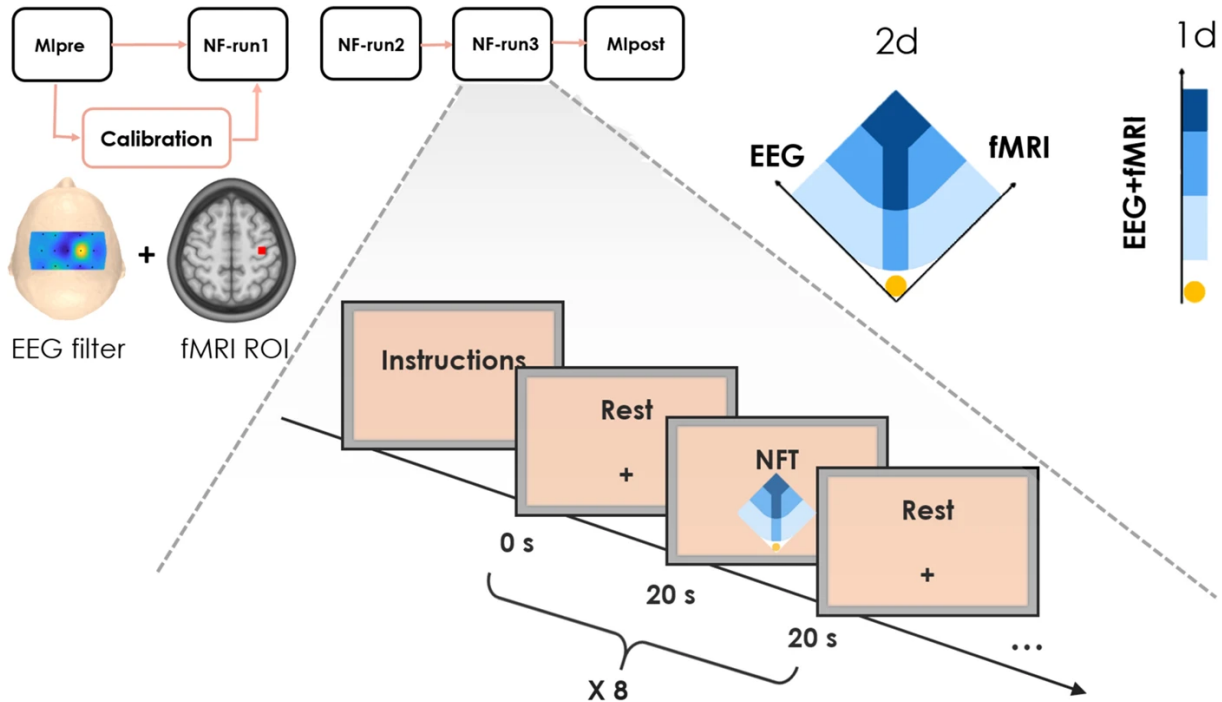 MIpre
NF-run1
NF-run2
NF-run3
MIpost
Calibration
+
EEG filter
fMRI ROI
2d
EEG
fMRI
1d
EEG+fMRI
Instructions
Rest
+
NFT
Rest
+
0 s
20 s
20 s
...
X 8